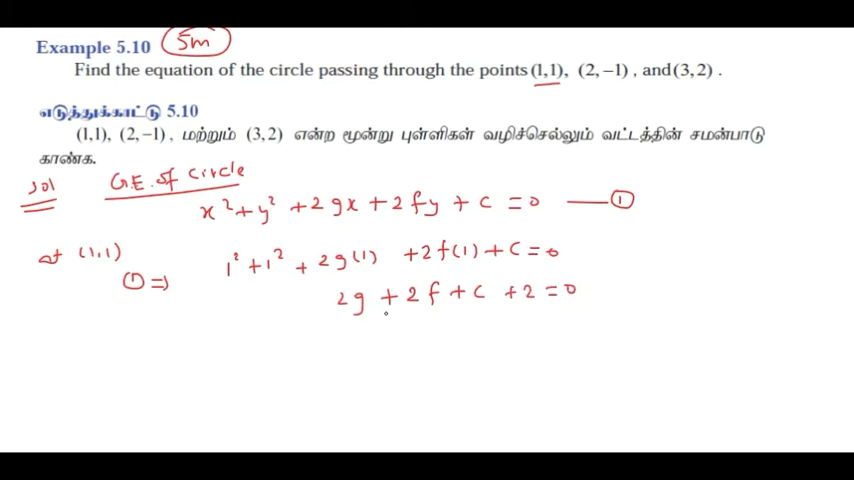 Example 5.10 5m
Find the equation of the circle passing through the points (1,1), (2,−1), and (3,2).
எடுத்துக்காட்டு 5.10
(1,1), (2,−1), மற்றும் (3,2) என்ற மூன்று புள்ளிகள் வழிச்செல்லும் வட்டத்தின் சமன்பாடு
காண்க.
Sol G.E. of circle
x² + y² + 2gx + 2fy + c = 0 —— ①
at (1,1)
① ⇒ 1² + 1² + 2g(1) + 2f(1) + c = 0
2g + 2f + c + 2 = 0